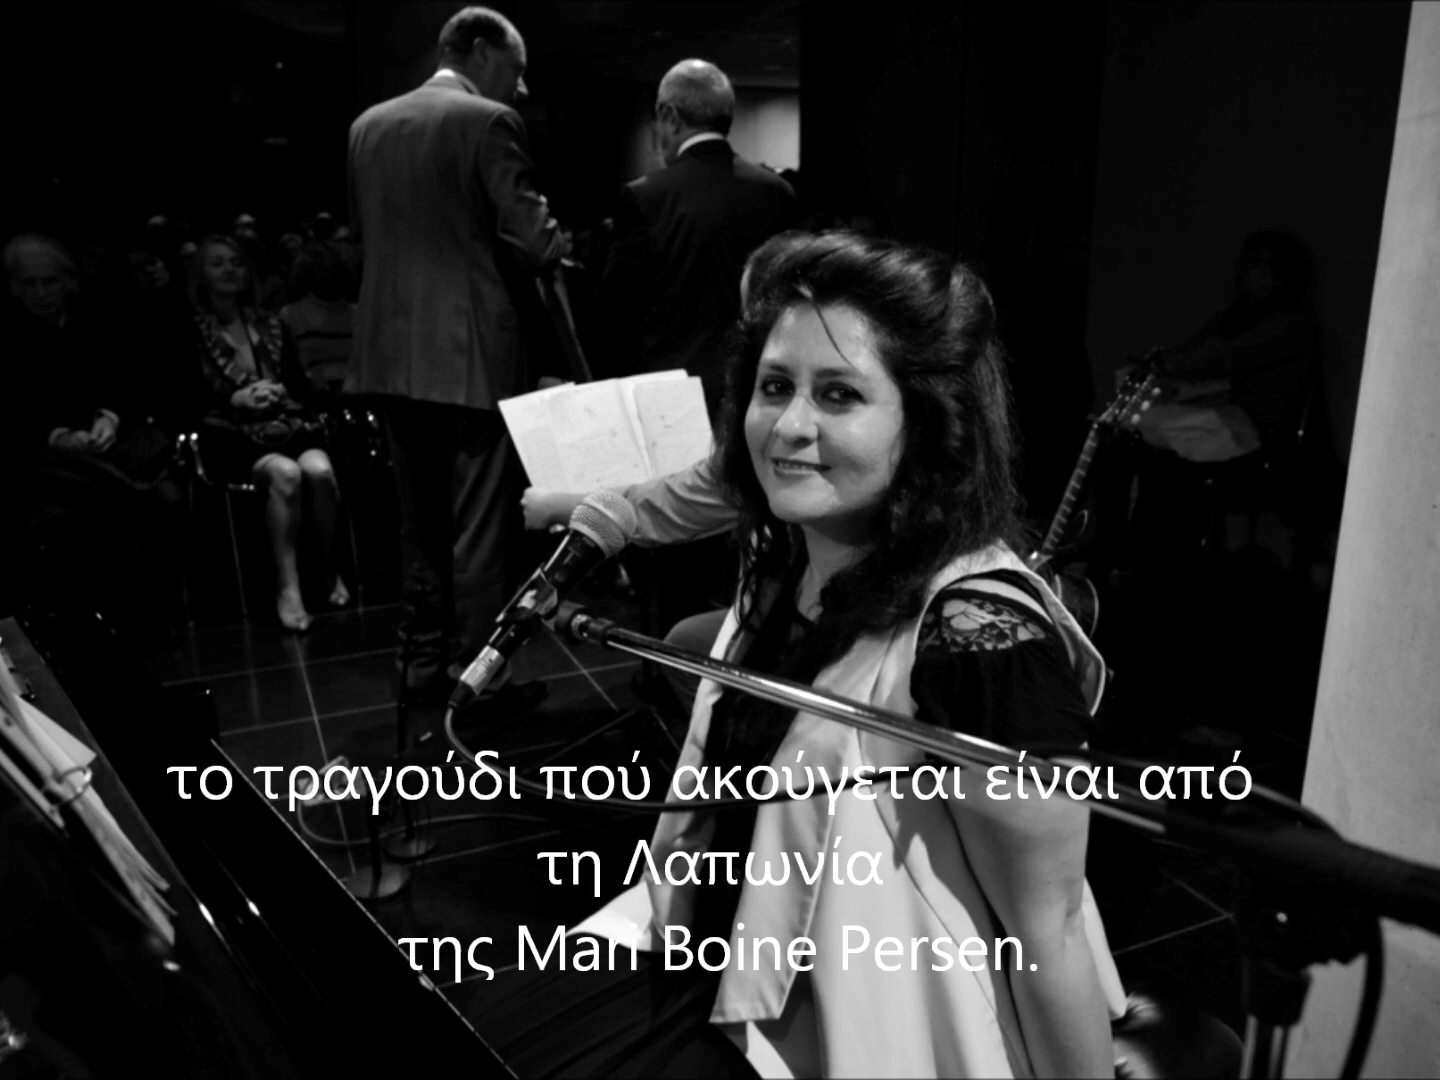 το τραγούδι πού ακούγεται είναι από
τη Λαπωνία
της Mari Boine Persen.